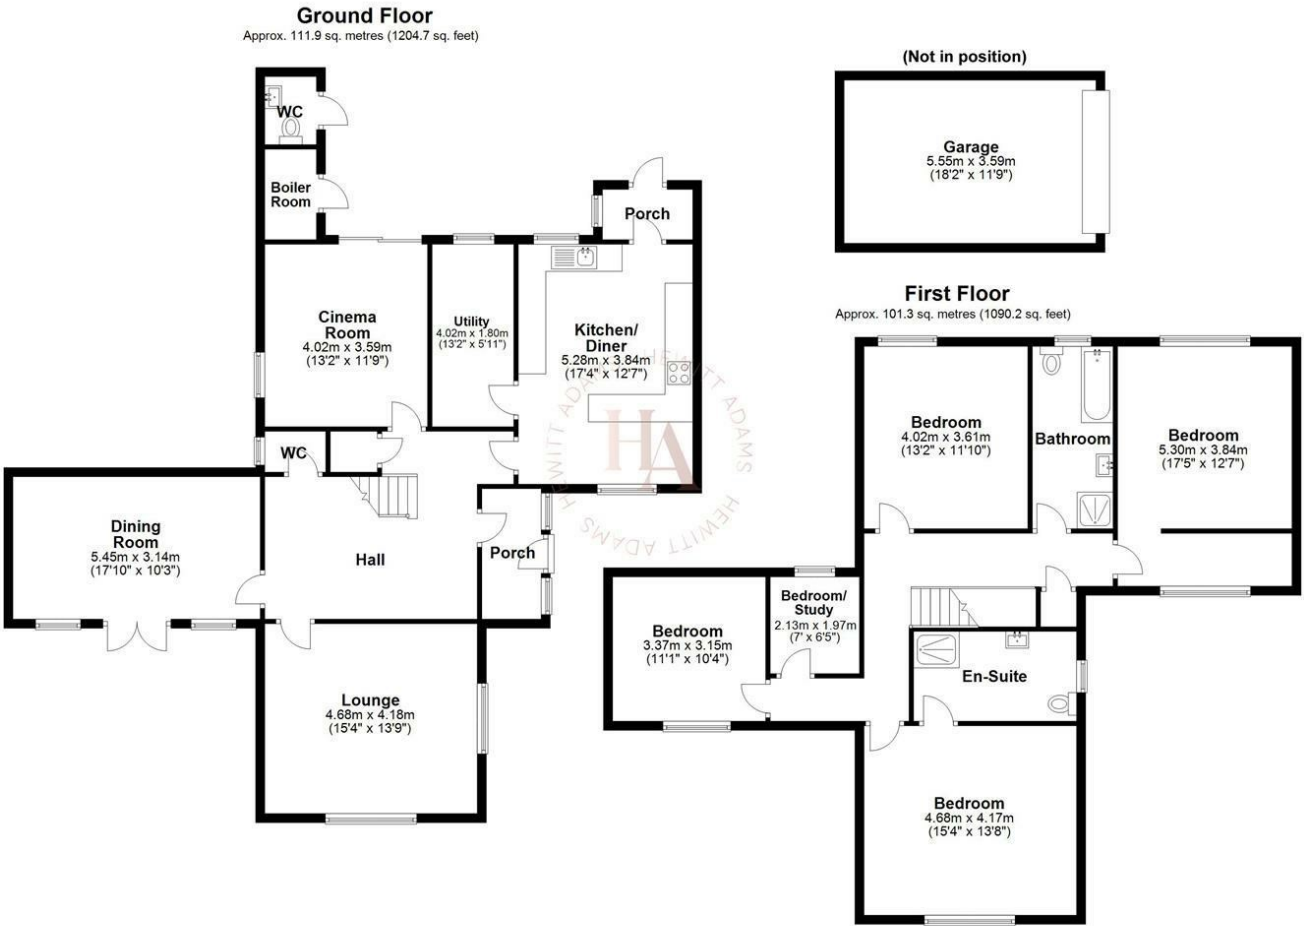 Ground Floor
Approx. 111.9 sq. metres (1204.7 sq. feet)
WC
Boiler
Room
Porch
Cinema
Room
4.02m x 3.59m
(13'2" x 11'9")
Utility
4.02m x 1.80m
(13'2" x 5'11")
Kitchen/
Diner
5.28m x 3.84m
(17'4" x 12'7")
WC
Dining
Room
5.45m x 3.14m
(17'10" x 10'3")
Hall
Porch
Lounge
4.68m x 4.18m
(15'4" x 13'9")
(Not in position)
Garage
5.55m x 3.59m
(18'2" x 11'9")
First Floor
Approx. 101.3 sq. metres (1090.2 sq. feet)
Bedroom
4.02m x 3.61m
(13'2" x 11'10")
Bathroom
Bedroom
5.30m x 3.84m
(17'5" x 12'7")
Bedroom
3.37m x 3.15m
(11'1" x 10'4")
Bedroom/
Study
2.13m x 1.97m
(7' x 6'5")
En-Suite
Bedroom
4.68m x 4.17m
(15'4" x 13'8")
HEWITT ADAMS HEWITT ADAMS HEWITT ADAMS
HA